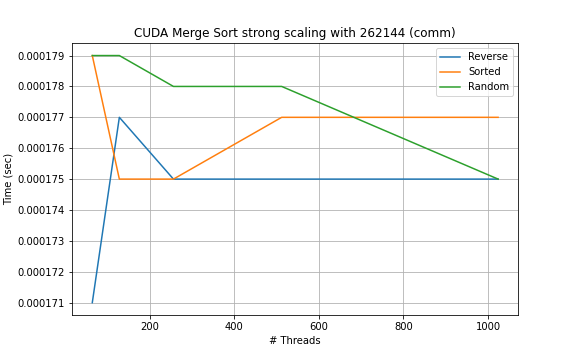 CUDA Merge Sort strong scaling with 262144 (comm)
Reverse
Sorted
Random
Time (sec)
0.000179
0.000178
0.000177
0.000176
0.000175
0.000174
0.000173
0.000172
0.000171
200 400 600 800 1000
# Threads